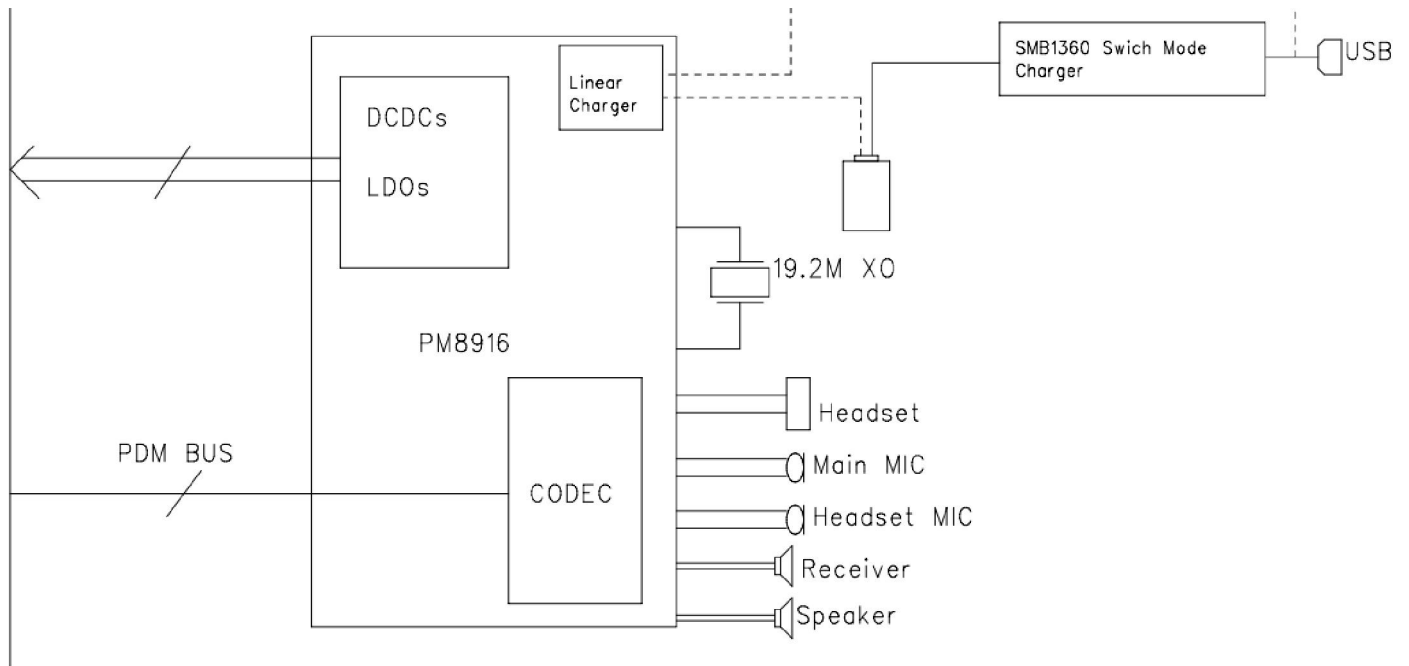 SMB1360 Swich Mode
Charger
USB
Linear
Charger
DCDCs
LDOs
19.2M XO
PM8916
Headset
PDM BUS
Main MIC
CODEC
Headset MIC
Receiver
Speaker